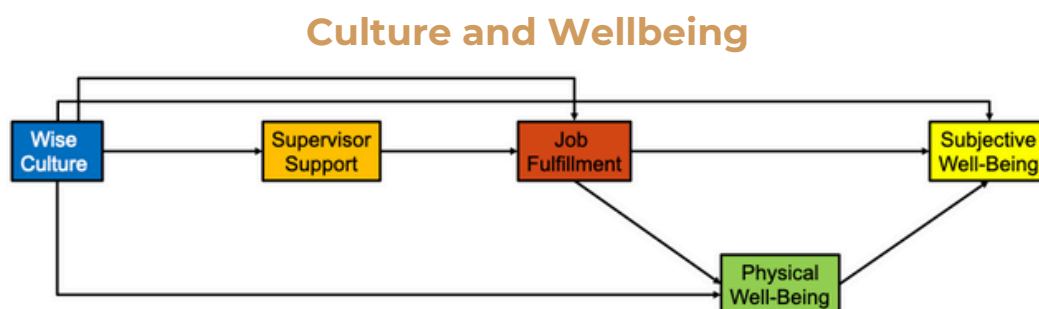 Culture and Wellbeing
Wise
Culture
Supervisor
Support
Job
Fulfillment
Subjective
Well-Being
Physical
Well-Being